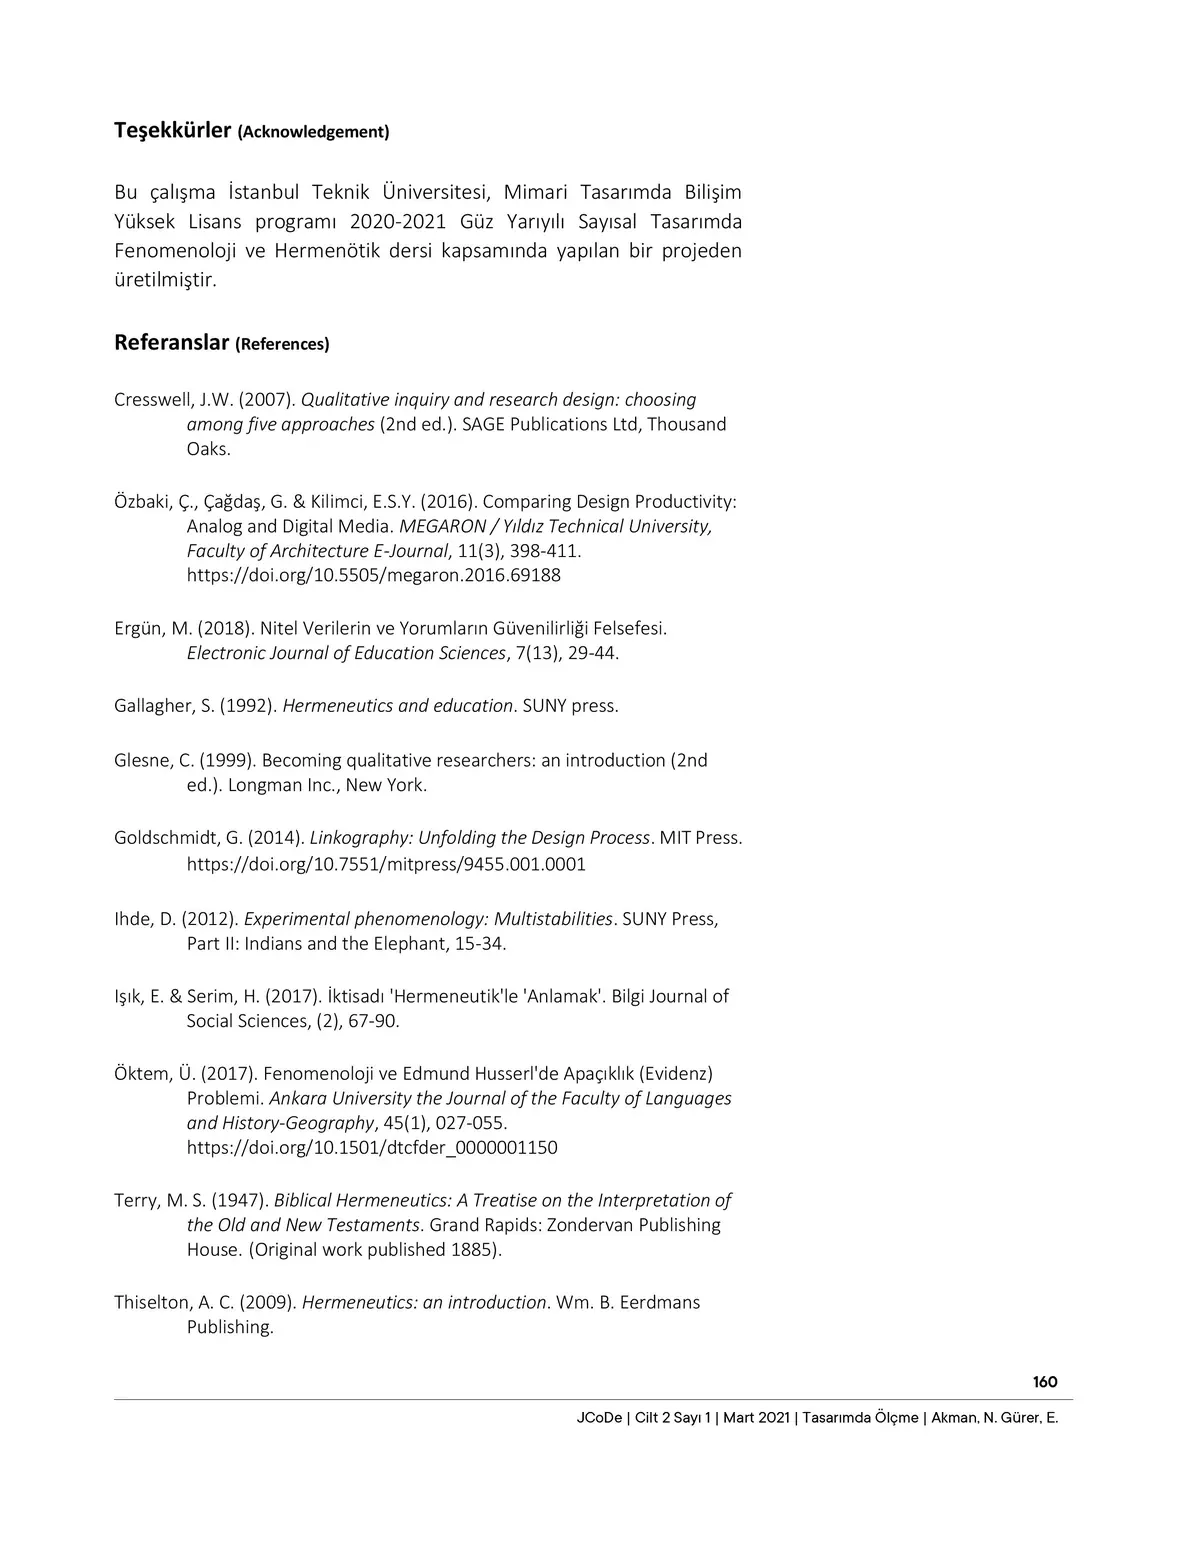 Teşekkürler (Acknowledgement)
Bu çalışma İstanbul Teknik Üniversitesi, Mimari Tasarımda Bilişim
Yüksek Lisans programı 2020-2021 Güz Yarıyılı Sayısal Tasarımda
Fenomenoloji ve Hermenötik dersi kapsamında yapılan bir projeden
üretilmiştir.
Referanslar (References)
Cresswell, J.W. (2007). Qualitative inquiry and research design: choosing
among five approaches (2nd ed.). SAGE Publications Ltd, Thousand
Oaks.
Özbaki, Ç., Çağdaş, G. & Kilimci, E.S.Y. (2016). Comparing Design Productivity:
Analog and Digital Media. MEGARON / Yıldız Technical University,
Faculty of Architecture E-Journal, 11(3), 398-411.
https://doi.org/10.5505/megaron.2016.69188
Ergün, M. (2018). Nitel Verilerin ve Yorumların Güvenilirliği Felsefesi.
Electronic Journal of Education Sciences, 7(13), 29-44.
Gallagher, S. (1992). Hermeneutics and education. SUNY press.
Glesne, C. (1999). Becoming qualitative researchers: an introduction (2nd
ed.). Longman Inc., New York.
Goldschmidt, G. (2014). Linkography: Unfolding the Design Process. MIT Press.
https://doi.org/10.7551/mitpress/9455.001.0001
Ihde, D. (2012). Experimental phenomenology: Multistabilities. SUNY Press,
Part II: Indians and the Elephant, 15-34.
Işık, E. & Serim, H. (2017). İktisadı 'Hermeneutik'le 'Anlamak'. Bilgi Journal of
Social Sciences, (2), 67-90.
Öktem, Ü. (2017). Fenomenoloji ve Edmund Husserl'de Apaçıklık (Evidenz)
Problemi. Ankara University the Journal of the Faculty of Languages
and History-Geography, 45(1), 027-055.
https://doi.org/10.1501/dtcfder_0000001150
Terry, M. S. (1947). Biblical Hermeneutics: A Treatise on the Interpretation of
the Old and New Testaments. Grand Rapids: Zondervan Publishing
House. (Original work published 1885).
Thiselton, A. C. (2009). Hermeneutics: an introduction. Wm. B. Eerdmans
Publishing.
160
JCoDe | Cilt 2 Sayı 1 | Mart 2021 | Tasarımda Ölçme | Akman, N. Gürer, E.